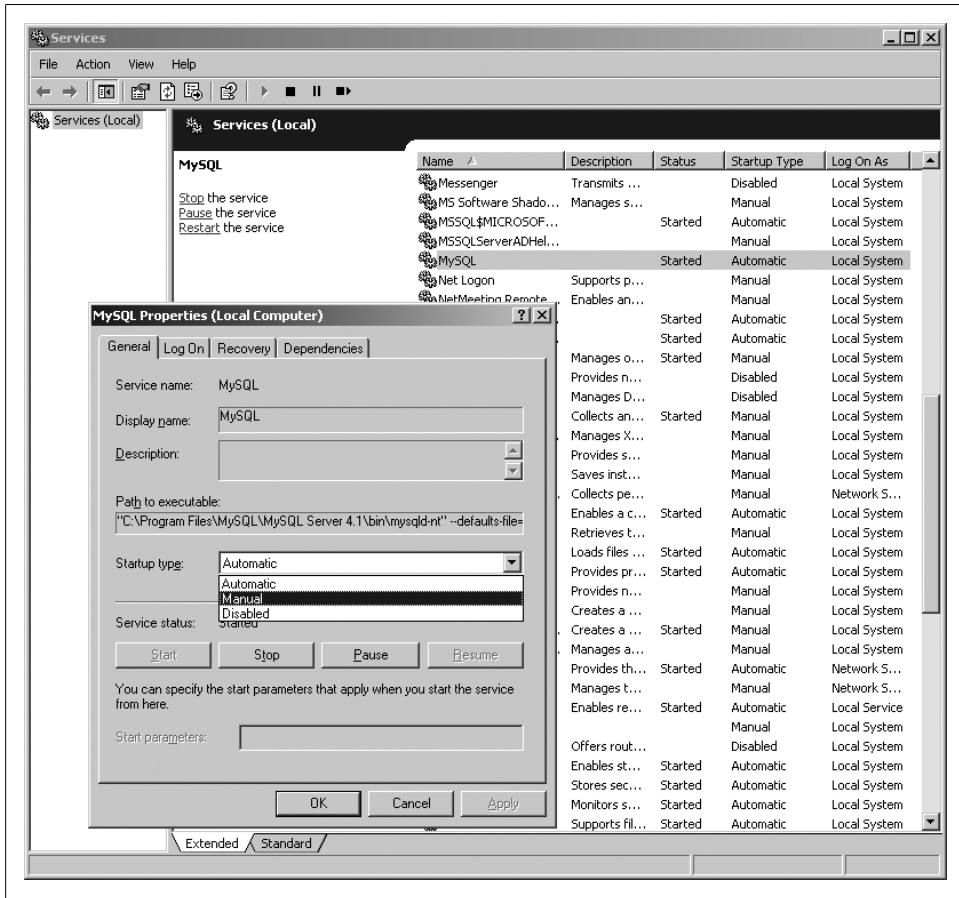 Services
File Action View Help
Services (Local)
Services (Local)
MySQL
Stop the service
Pause the service
Restart the service
Name Description Status Startup Type Log On As
Messenger Transmits ... Disabled Local System
MS Software Shado... Manages s... Manual Local System
MSSQL$MICROSOF... Started Automatic Local System
MSSQLServerADHel... Manual Local System
MySQL Started Automatic Local System
Net Logon Supports p... Manual Local System
NetMeeting Remote... Enables an... Manual Local System
Started Automatic Local System
Started Automatic Local System
Manages o... Started Manual Local System
Provides n... Disabled Local System
Manages D... Disabled Local System
Collects an... Started Manual Local System
Manages X... Manual Local System
Provides s... Manual Local System
Saves inst... Manual Local System
Collects pe... Manual Network S...
Enables a c... Started Automatic Local System
Retrieves t... Manual Local System
Loads files ... Started Automatic Local System
Provides pr... Started Automatic Local System
Provides n... Manual Local System
Creates a ... Manual Local System
Creates a ... Started Manual Local System
Manages a... Manual Local System
Provides th... Started Automatic Network S...
Manages t... Manual Network S...
Enables re... Started Automatic Local Service
Manual Local System
Offers rout... Disabled Local System
Enables st... Started Automatic Local System
Stores sec... Started Automatic Local System
Monitors s... Started Automatic Local System
Supports fil... Started Automatic Local System
MySQL Properties (Local Computer)
General Log On Recovery Dependencies
Service name: MySQL
Display name: MySQL
Description:
Path to executable:
"C:\Program Files\MySQL\MySQL Server 4.1\bin\mysqld-nt" --defaults-file=
Startup type: Automatic
Automatic
Manual
Disabled
Service status: Started
Start Stop Pause Resume
You can specify the start parameters that apply when you start the service
from here.
Start parameters:
OK Cancel Apply
Extended Standard